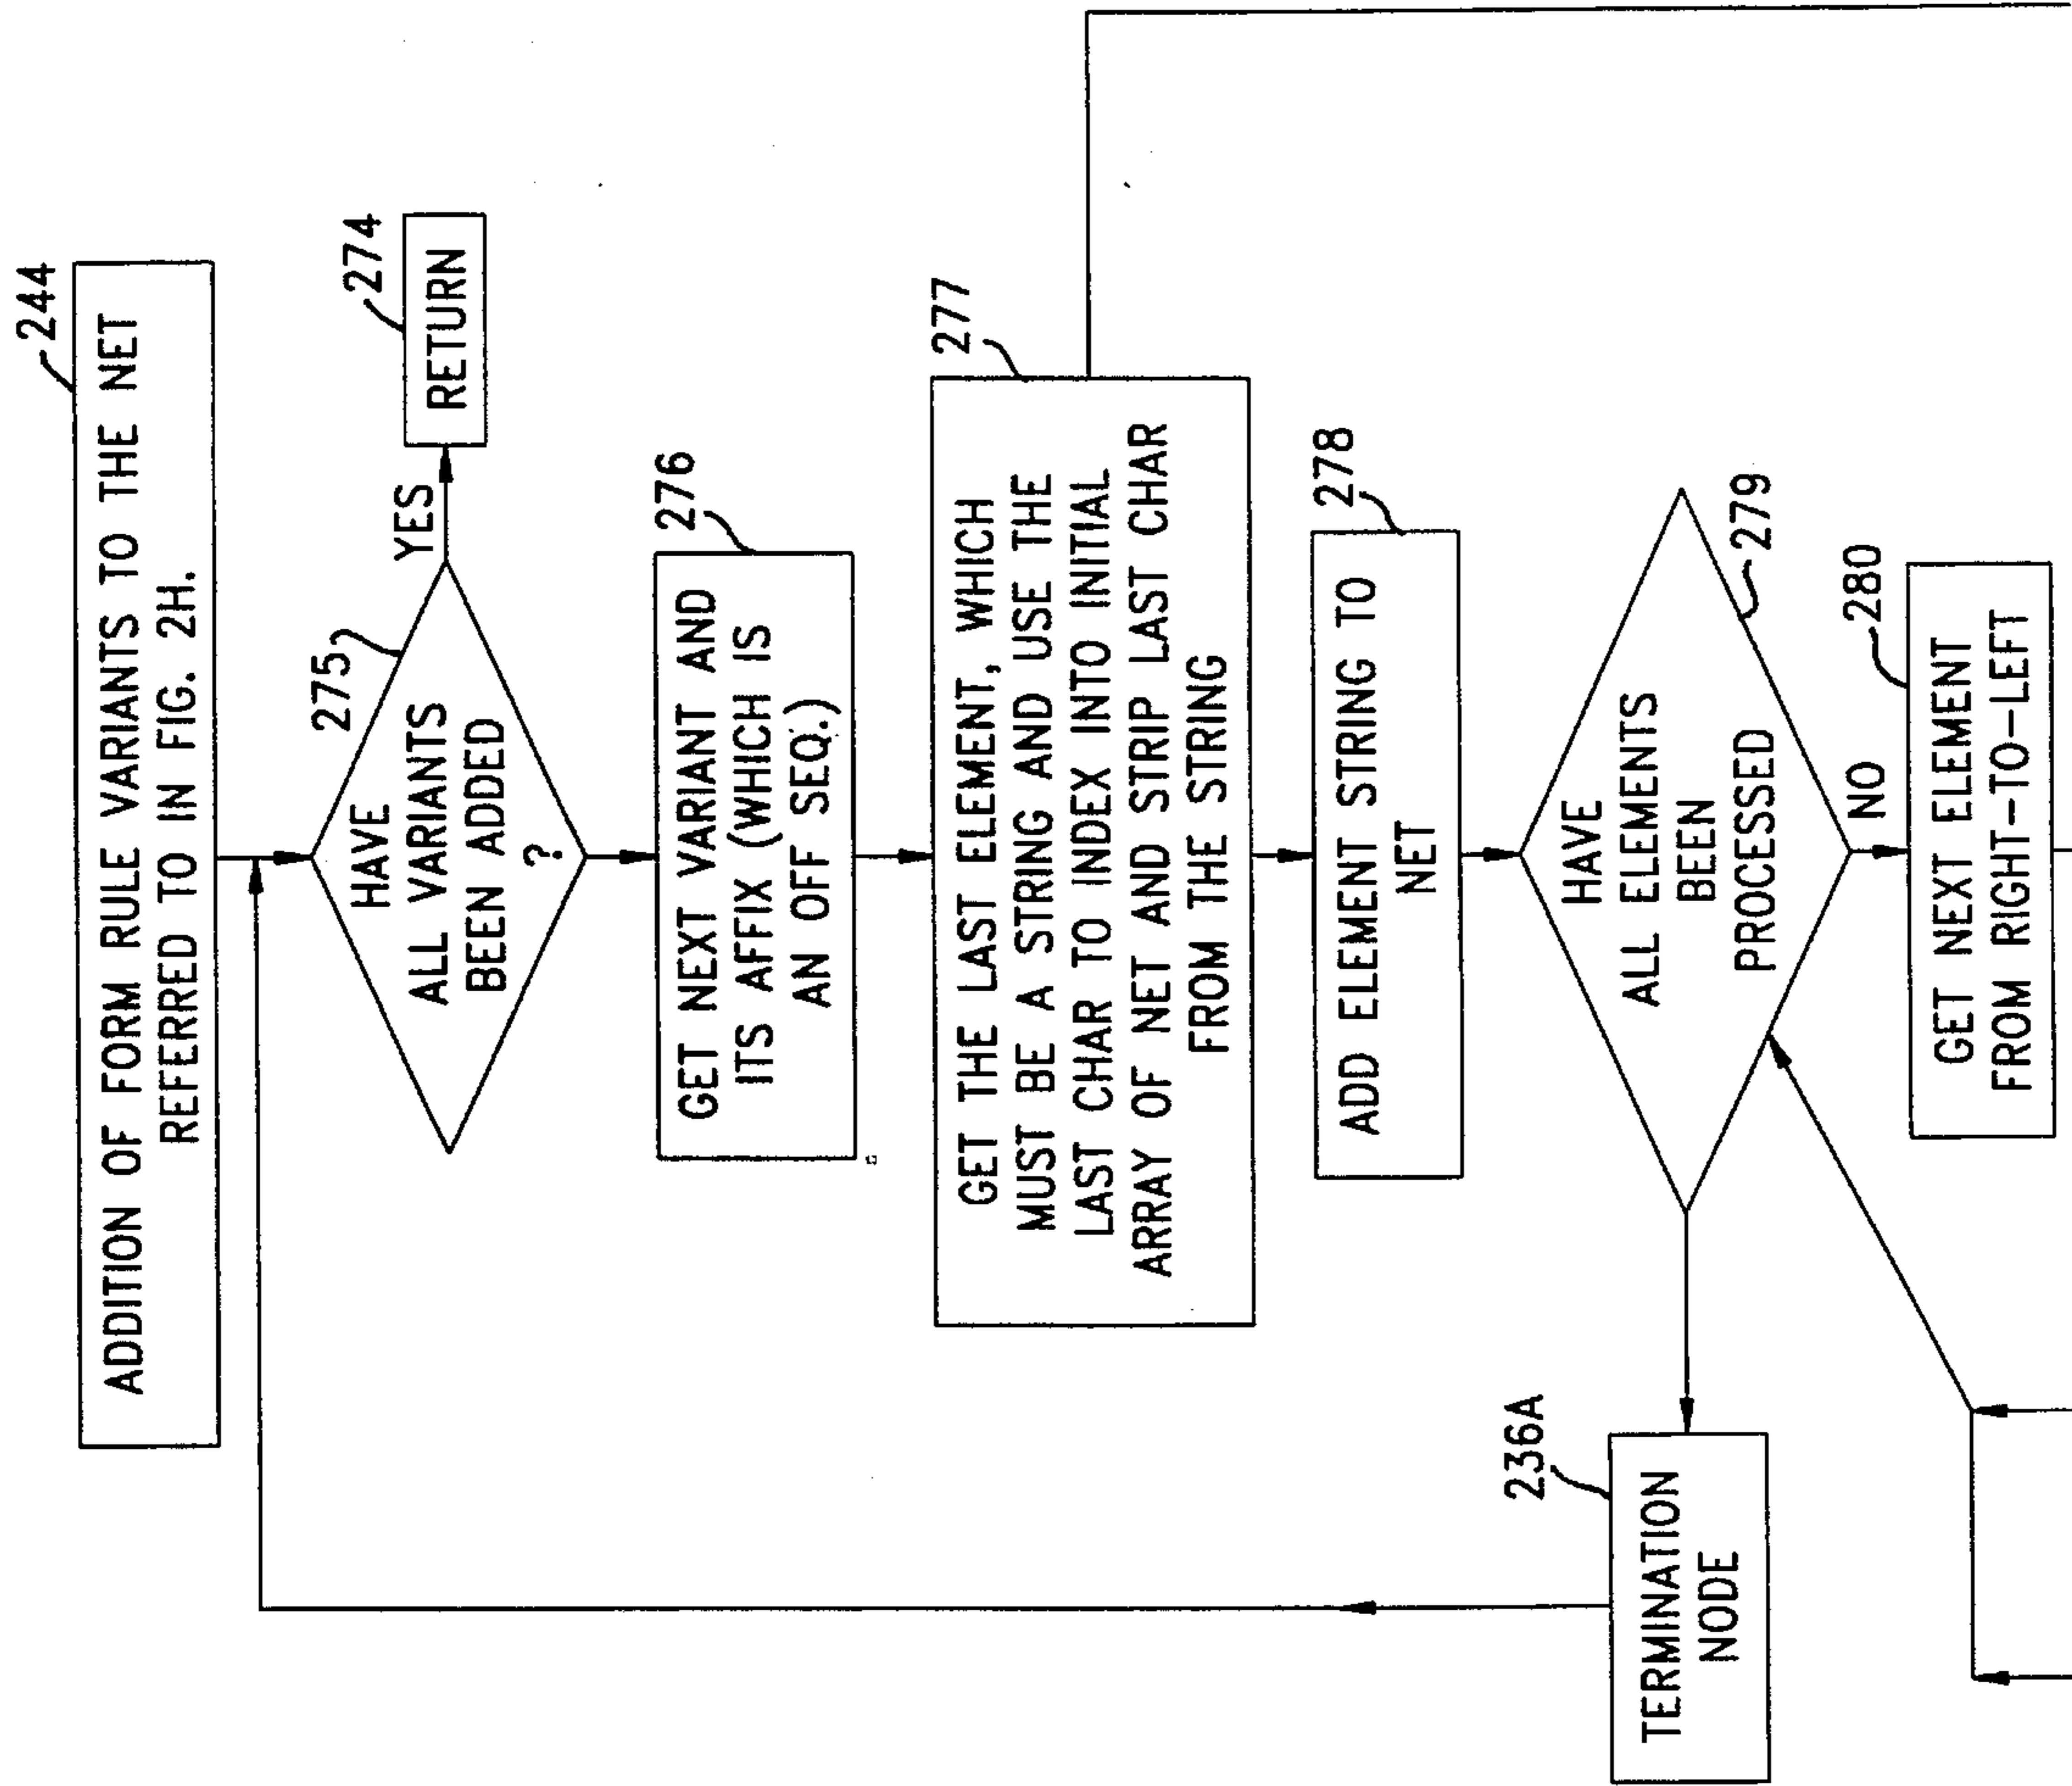 244
ADDITION OF FORM RULE VARIANTS TO THE NET
REFERRED TO IN FIG. 2H.
275
HAVE
ALL VARIANTS
BEEN ADDED
?
YES
274
RETURN
276
GET NEXT VARIANT AND
ITS AFFIX (WHICH IS
AN OFF SEQ.)
277
GET THE LAST ELEMENT, WHICH
MUST BE A STRING AND USE THE
LAST CHAR TO INDEX INTO INITIAL
ARRAY OF NET AND STRIP LAST CHAR
FROM THE STRING
278
ADD ELEMENT STRING TO
NET
279
HAVE
ALL ELEMENTS
BEEN
PROCESSED
236A
TERMINATION
NODE
NO
280
GET NEXT ELEMENT
FROM RIGHT-TO-LEFT